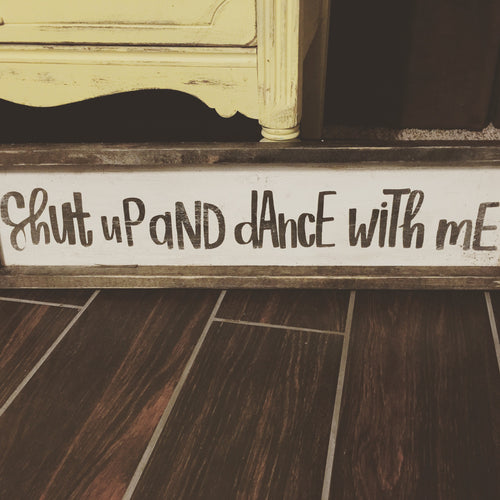 Shut uP aND dAncE wiTh mE